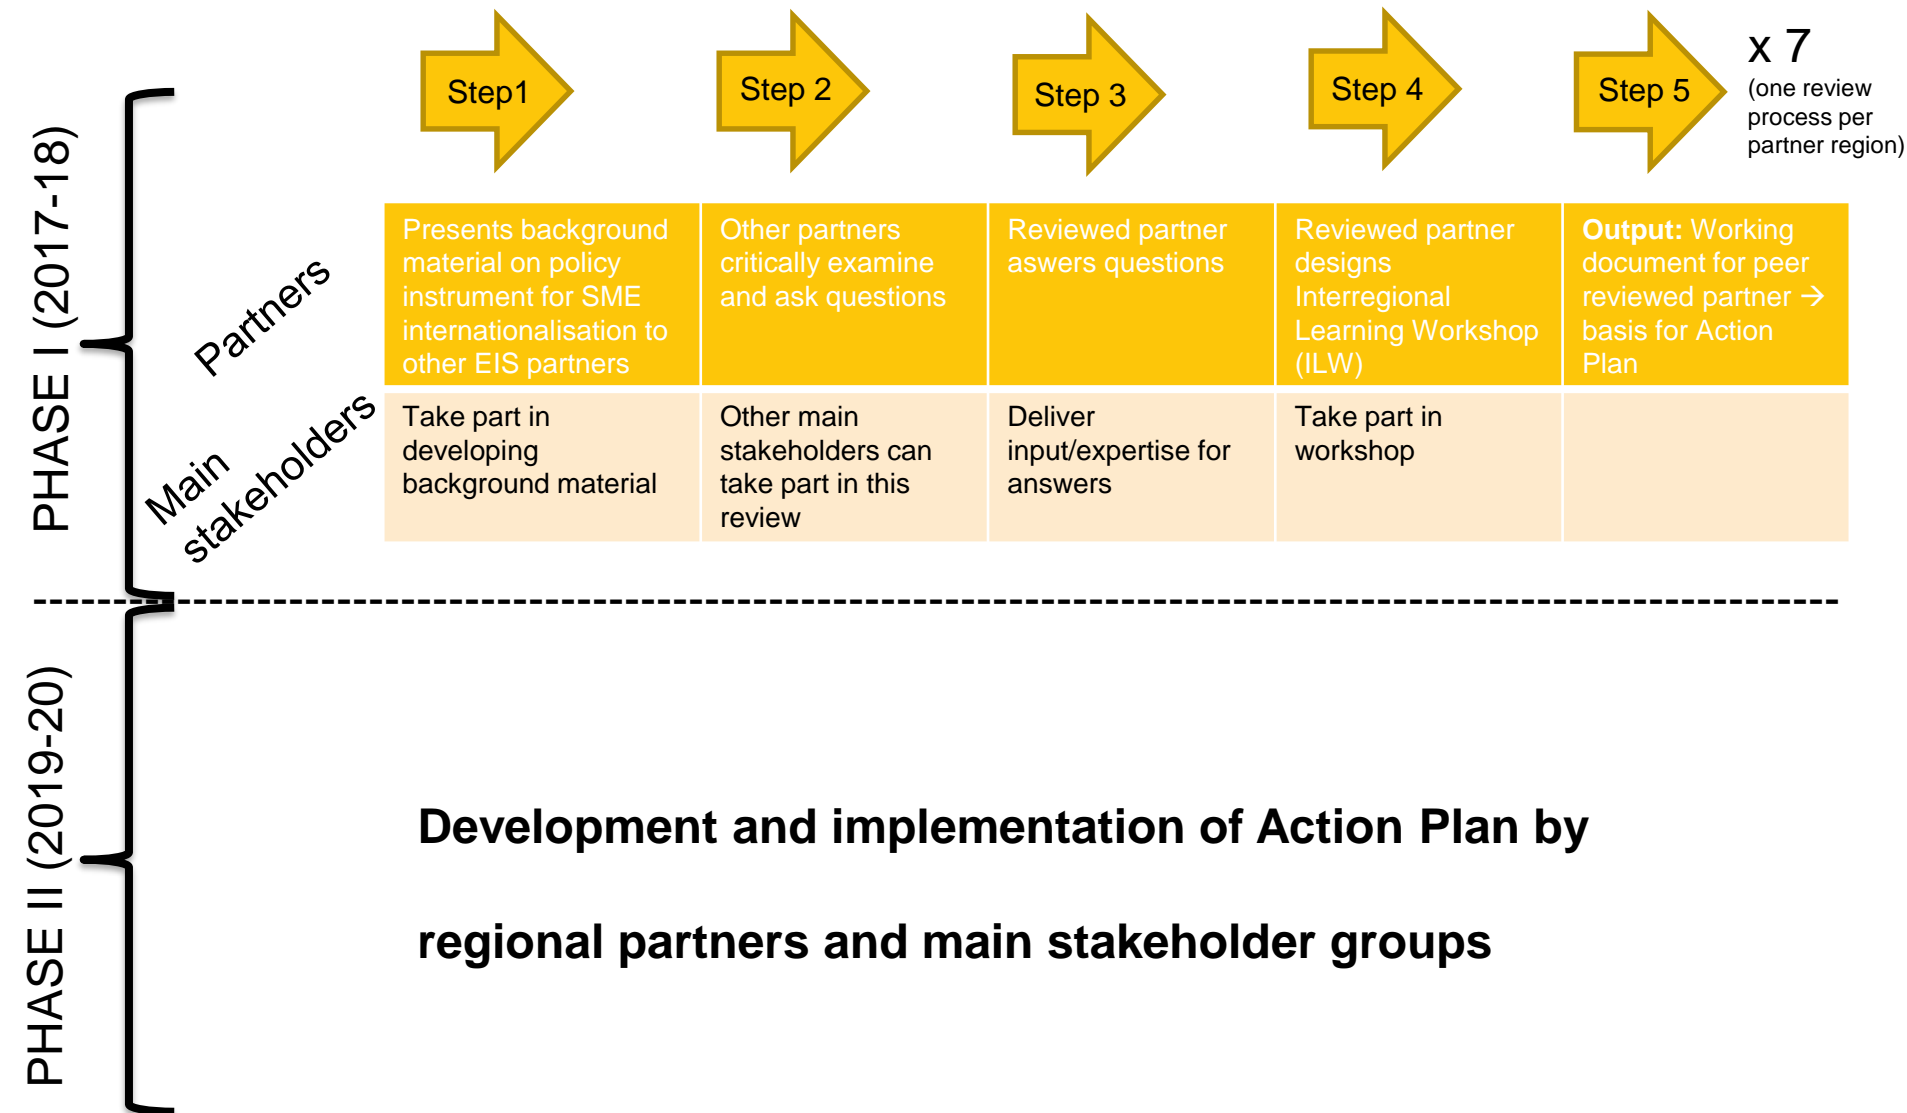 PHASE I (2017-18)
Step1
Step 2
Step 3
Step 4
Step 5
x 7
(one review
process per
partner region)
Partners
Presents background
material on policy
instrument for SME
internationalisation to
other EIS partners
Other partners
critically examine
and ask questions
Reviewed partner
aswers questions
Reviewed partner
designs
Interregional
Learning Workshop
(ILW)
Output: Working
document for peer
reviewed partner →
basis for Action
Plan
Main
stakeholders
Take part in
developing
background material
Other main
stakeholders can
take part in this
review
Deliver
input/expertise for
answers
Take part in
workshop
PHASE II (2019-20)
Development and implementation of Action Plan by
regional partners and main stakeholder groups